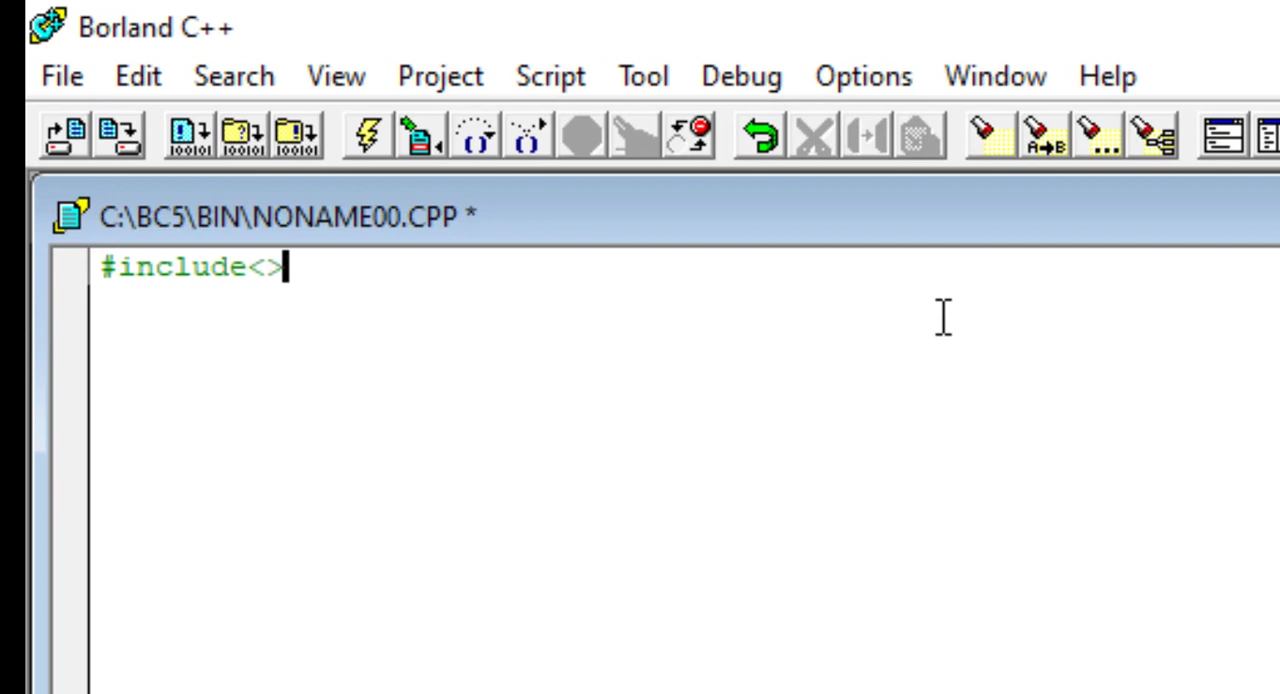 Borland C++
File Edit Search View Project Script Tool Debug Options Window Help
C:\BC5\BIN\NONAME00.CPP *
#include<>